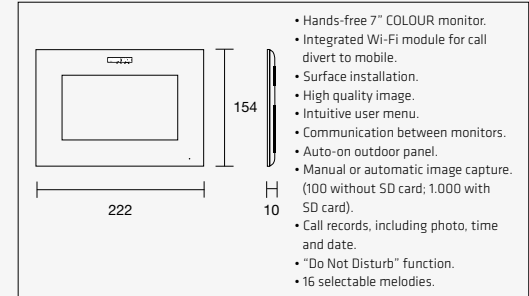 • Hands-free 7” COLOUR monitor.
• Integrated Wi-Fi module for call
divert to mobile.
• Surface installation.
• High quality image.
• Intuitive user menu.
• Communication between monitors.
• Auto-on outdoor panel.
• Manual or automatic image capture.
(100 without SD card; 1.000 with
SD card).
• Call records, including photo, time
and date.
• “Do Not Disturb” function.
• 16 selectable melodies.
154
222
10